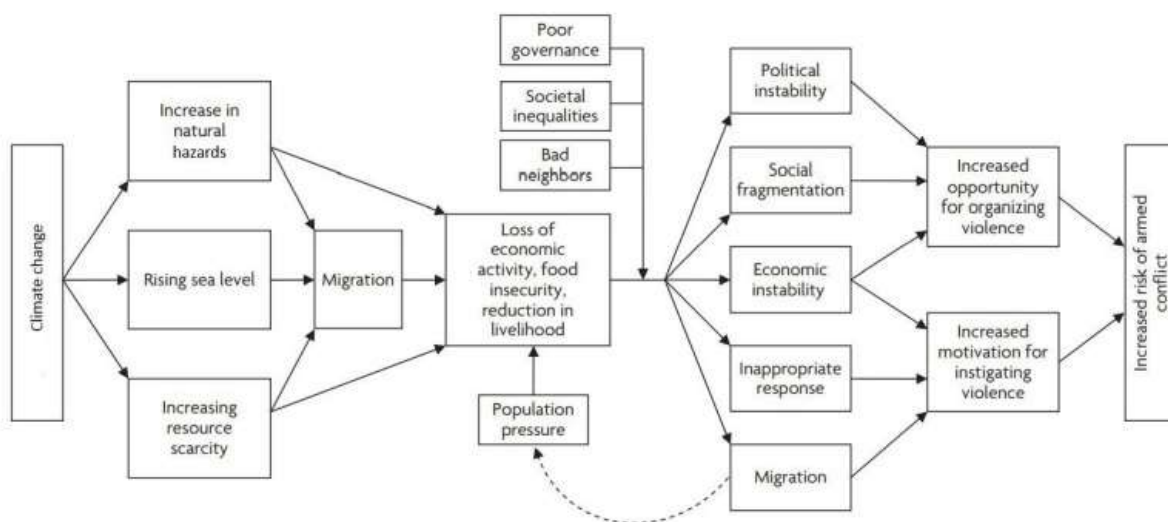 Climate change
Increase in
natural
hazards
Rising sea level
Increasing
resource
scarcity
Migration
Poor
governance
Societal
inequalities
Bad
neighbors
Loss of
economic
activity, food
insecurity,
reduction in
livelihood
Population
pressure
Political
instability
Social
fragmentation
Economic
instability
Inappropriate
response
Migration
Increased
opportunity
for organizing
violence
Increased
motivation for
instigating
violence
Increased risk of armed
conflict